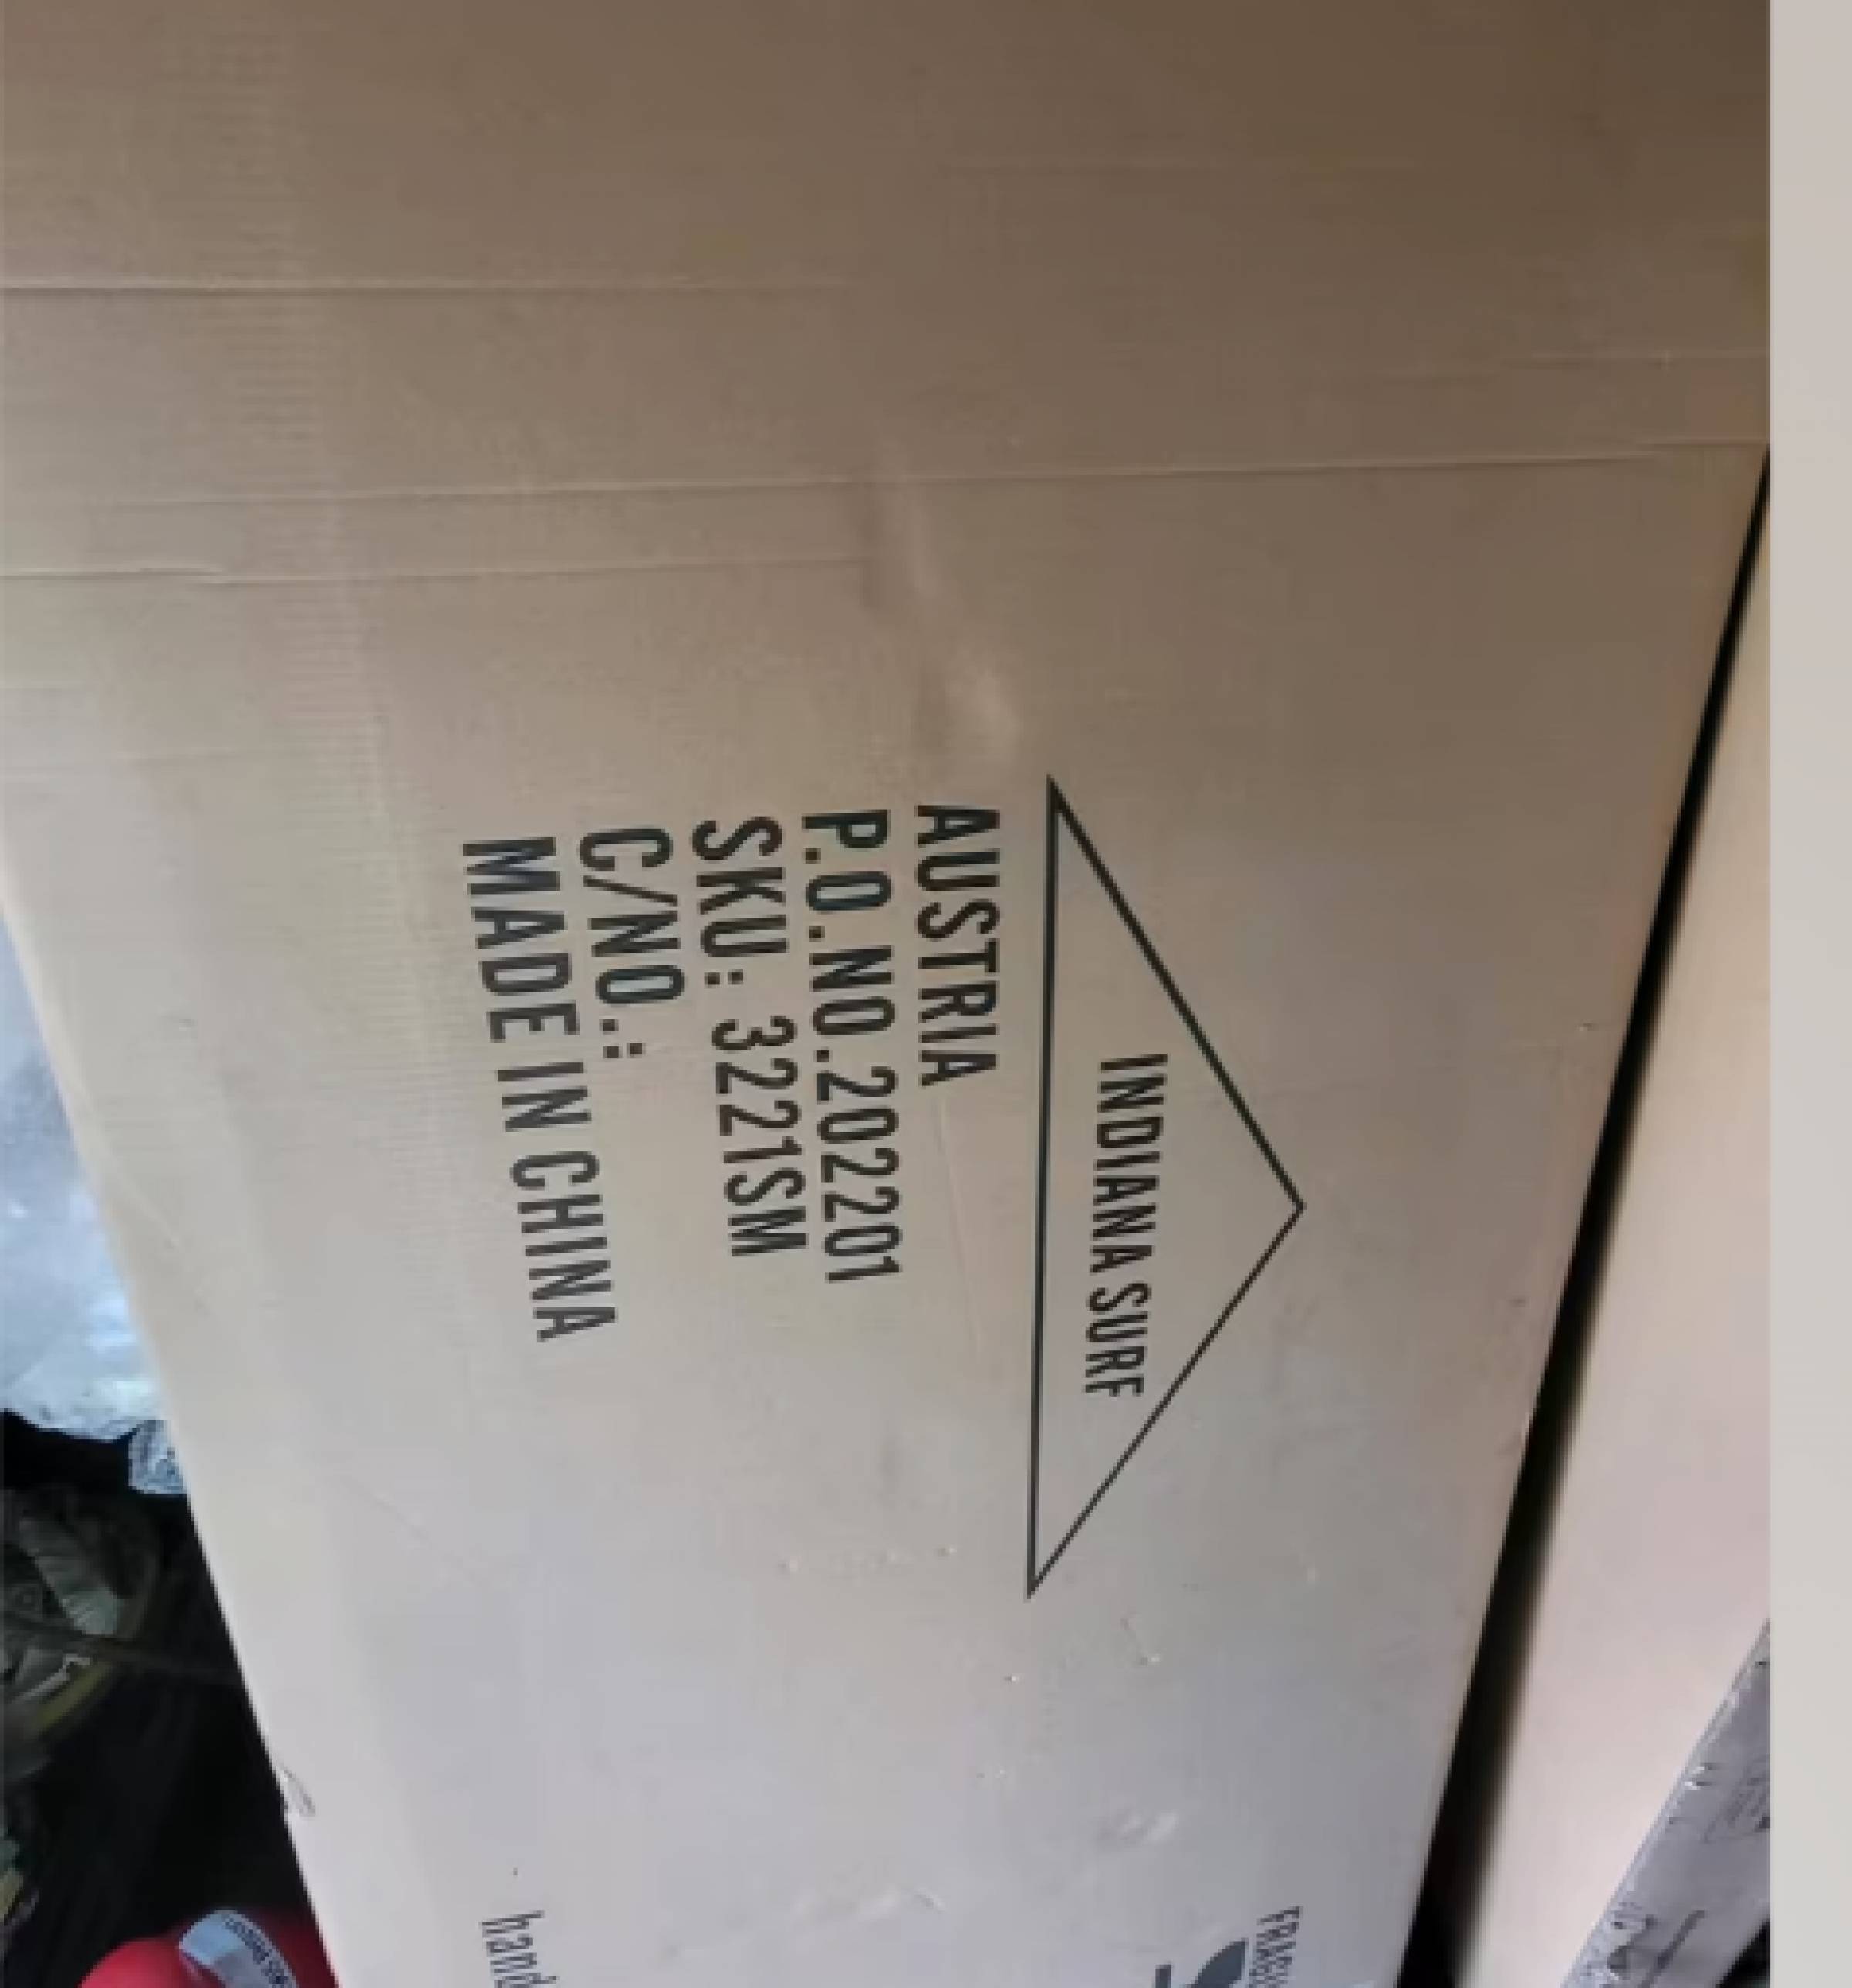 INDIANA SURF
AUSTRIA
P.O.NO.202201
SKU: 3221SM
C/NO.:
MADE IN CHINA